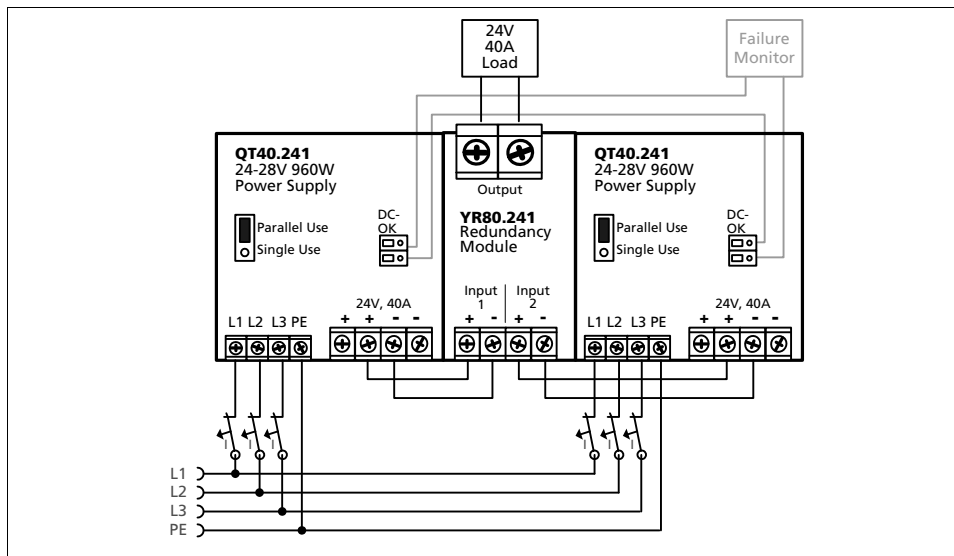 24V
40A
Load
Failure
Monitor
QT40.241
24-28V 960W
Power Supply
Parallel Use
Single Use
DC-
OK
24V, 40A
+ + - -
L1 L2 L3 PE
Output
YR80.241
Redundancy
Module
Input
1
Input
2
+ - + -
QT40.241
24-28V 960W
Power Supply
Parallel Use
Single Use
DC-
OK
24V, 40A
+ + - -
L1 L2 L3 PE
I I I
I I I
L1
L2
L3
PE